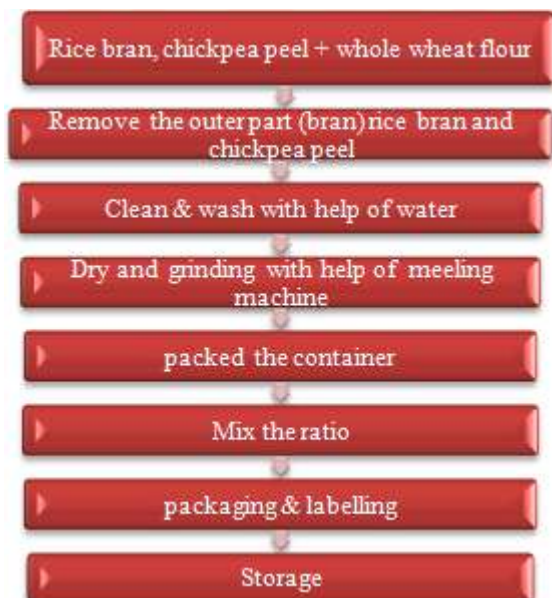 Rice bran, chickpea peel + whole wheat flour
Remove the outer part (bran) rice bran and
chickpea peel
Clean & wash with help of water
Dry and grinding with help of meeling
machine
packed the container
Mix the ratio
packaging & labelling
Storage